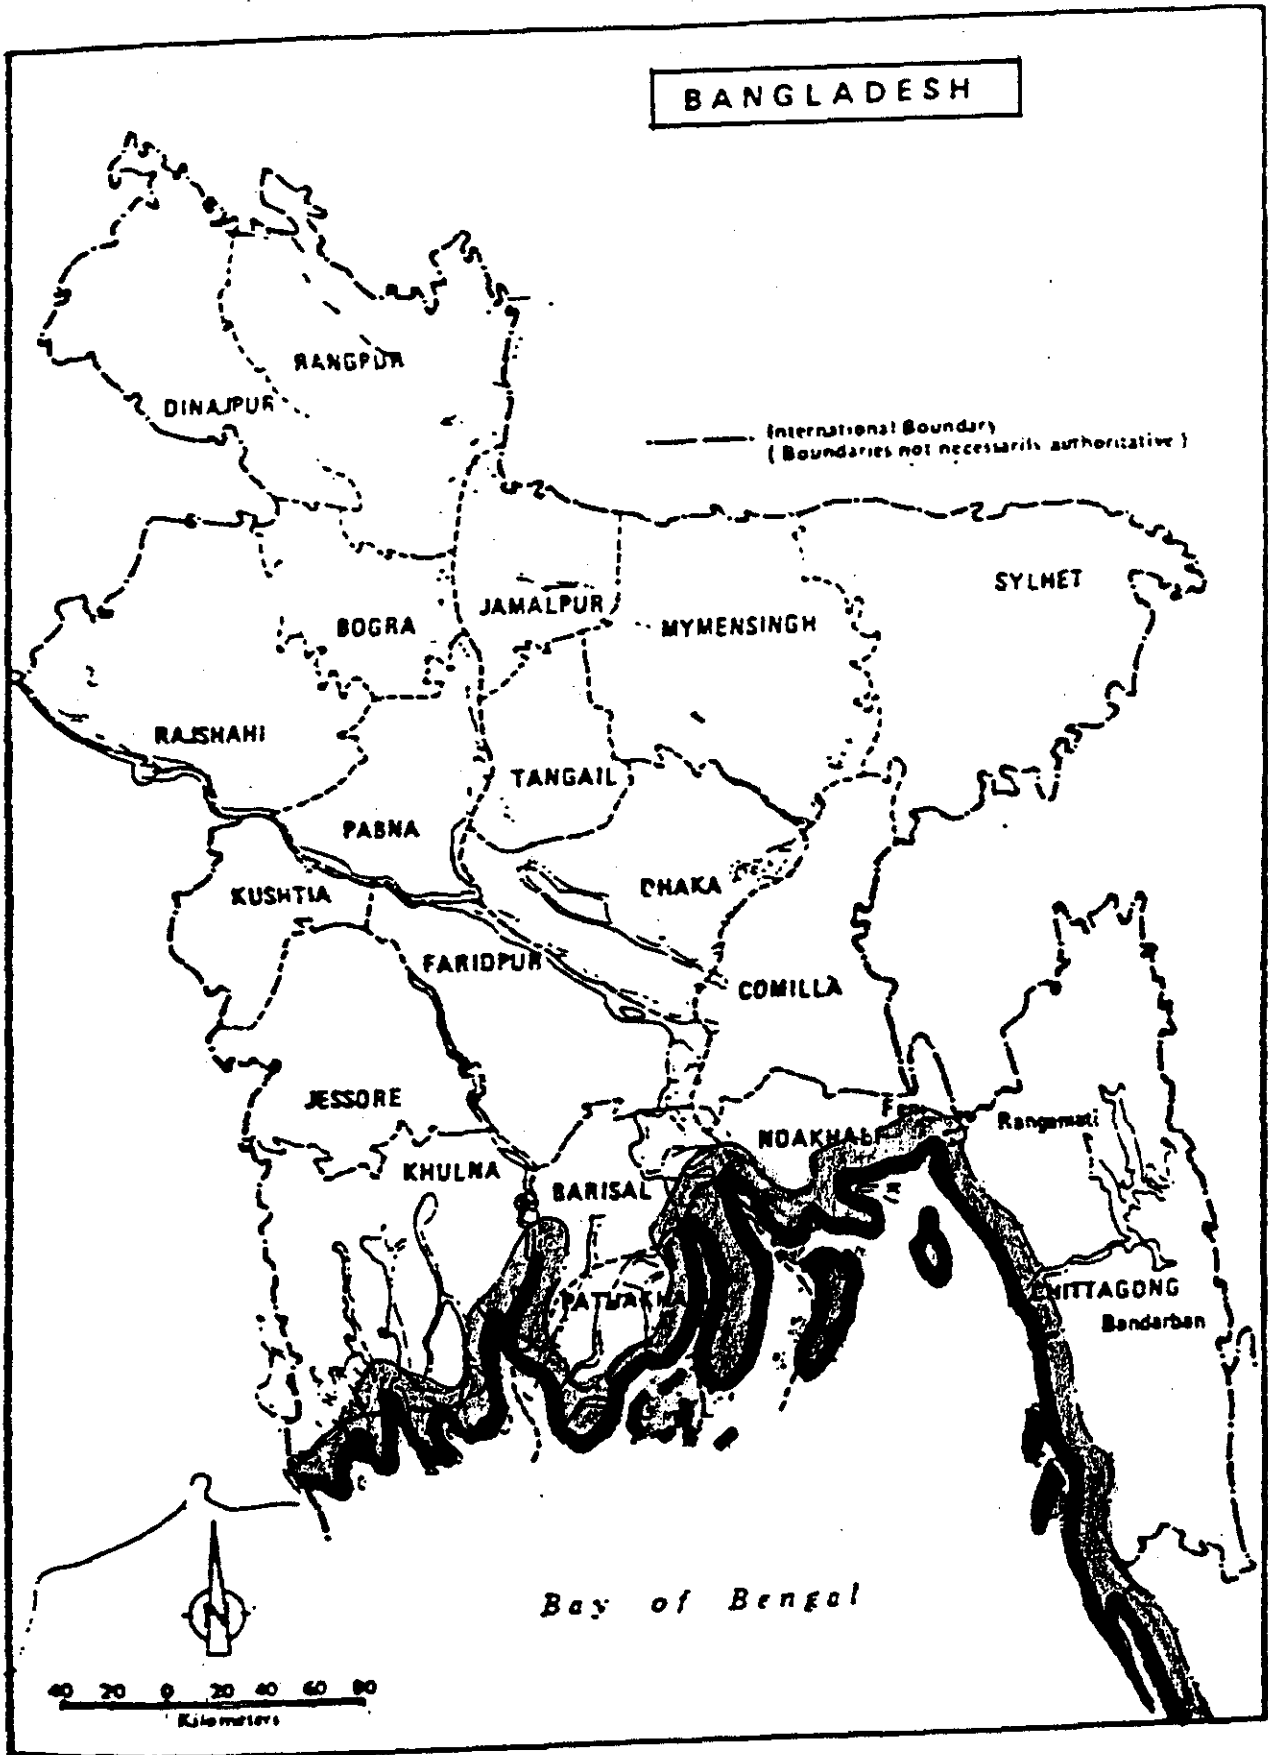 BANGLADESH
RANGPUR
DINAJPUR
International Boundary
( Boundaries not necessarily authoritative )
SYLHET
JAMALPUR
BOGRA
MYMENSINGH
RAJSHAHI
TANGAIL
PABNA
DHAKA
KUSHTIA
FARIDPUR
COMILLA
JESSORE
Feni
Rangamati
NOAKHALI
KHULNA
BARISAL
CHITTAGONG
PATUAKHALI
Bandarban
Bay of Bengal
N
40 20 0 20 40 60 80
Kilometers